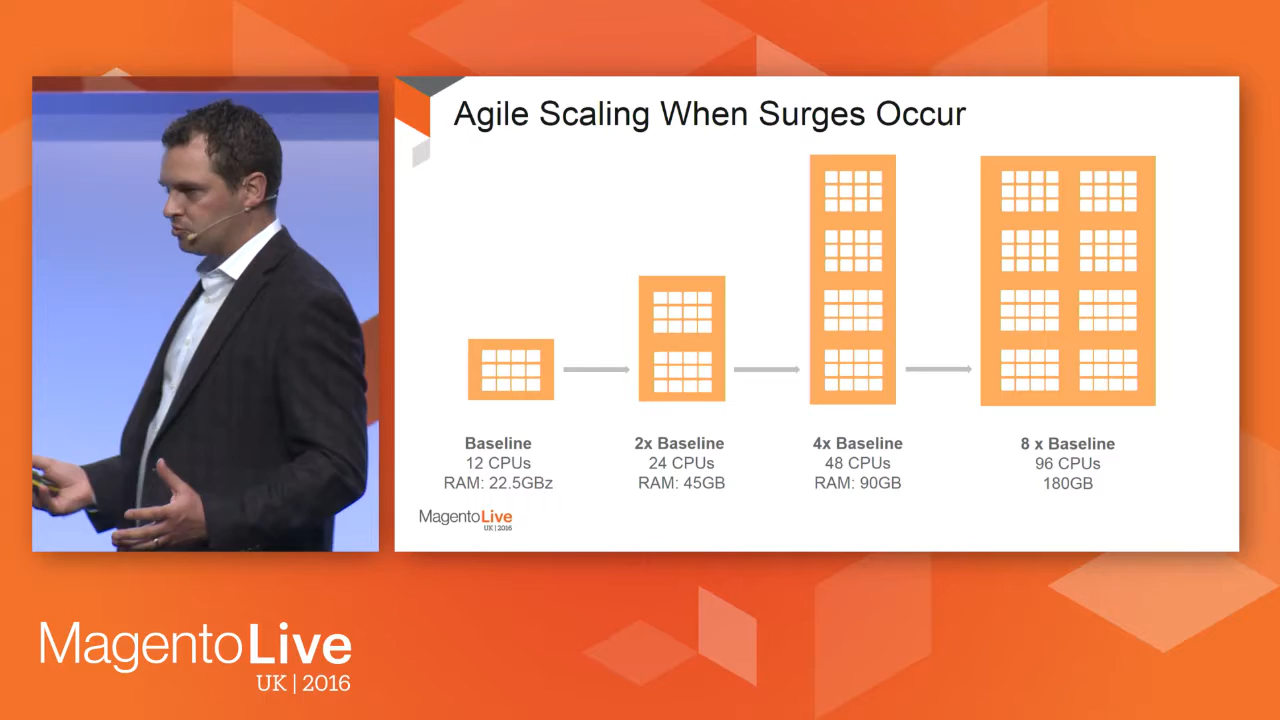 Agile Scaling When Surges Occur
Baseline
12 CPUs
RAM: 22.5GBz
2x Baseline
24 CPUs
RAM: 45GB
4x Baseline
48 CPUs
RAM: 90GB
8 x Baseline
96 CPUs
180GB
MagentoLive
UK | 2016
MagentoLive
UK | 2016